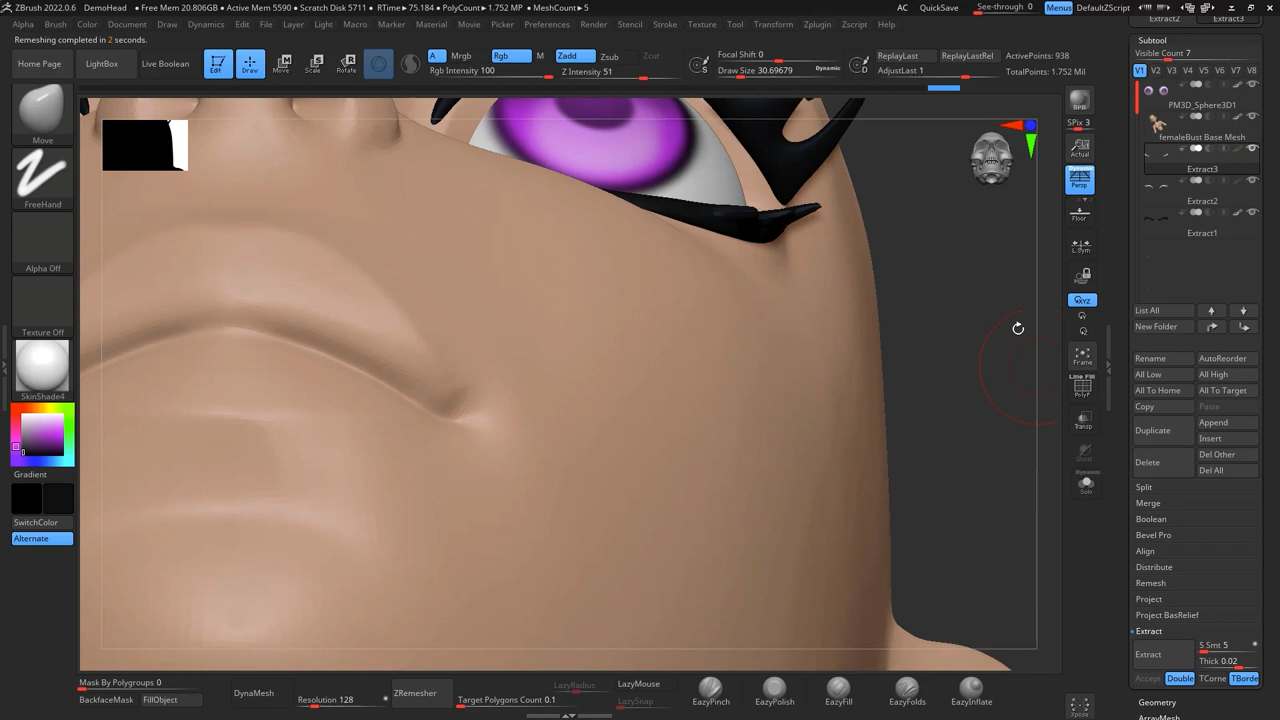 ZBrush 2022.0.6 DemoHead • Free Mem 20.806GB • Active Mem 5590 • Scratch Disk 5711 • RTime▸75.184 • PolyCount▸1.752 MP • MeshCount▸5 AC QuickSave See-through 0 Menus DefaultZScript
Alpha Brush Color Document Draw Dynamics Edit File Layer Light Macro Marker Material Movie Picker Preferences Render Stencil Stroke Texture Tool Transform Zplugin Zscript Help
Remeshing completed in 2 seconds.
Home Page LightBox Live Boolean Edit Draw Move Scale Rotate
A Mrgb Rgb M Zadd Zsub Zcut
Rgb Intensity 100 Z Intensity 51
Focal Shift 0
Draw Size 30.69679 Dynamic
S D
ReplayLast ReplayLastRel ActivePoints: 938
AdjustLast 1 TotalPoints: 1.752 Mil
Move
FreeHand
Alpha Off
Texture Off
SkinShade4
Gradient
SwitchColor
Alternate
BPR
SPix 3
Actual
Dynamic
Persp
Floor
L.Sym
XYZ
Frame
Line Fill
PolyF
Transp
Ghost
Dynamic
Solo
Xpose
Extract2 Extract3
Subtool
Visible Count 7
V1 V2 V3 V4 V5 V6 V7 V8
PM3D_Sphere3D1
femaleBust Base Mesh
Extract3
Extract2
Extract1
List All
New Folder
Rename AutoReorder
All Low All High
All To Home All To Target
Copy Paste
Duplicate Append
Insert
Delete Del Other
Del All
Split
Merge
Boolean
Bevel Pro
Align
Distribute
Remesh
Project
Project BasRelief
Extract
Extract S Smt 5
Thick 0.02
Accept Double TCorne TBorde
Geometry
ArrayMesh
Mask By Polygroups 0
BackfaceMask FillObject
DynaMesh
Resolution 128
ZRemesher
Target Polygons Count 0.1
LazyRadius LazyMouse
LazySnap
EasyPinch EasyPolish EasyFill EasyFolds EasyInflate